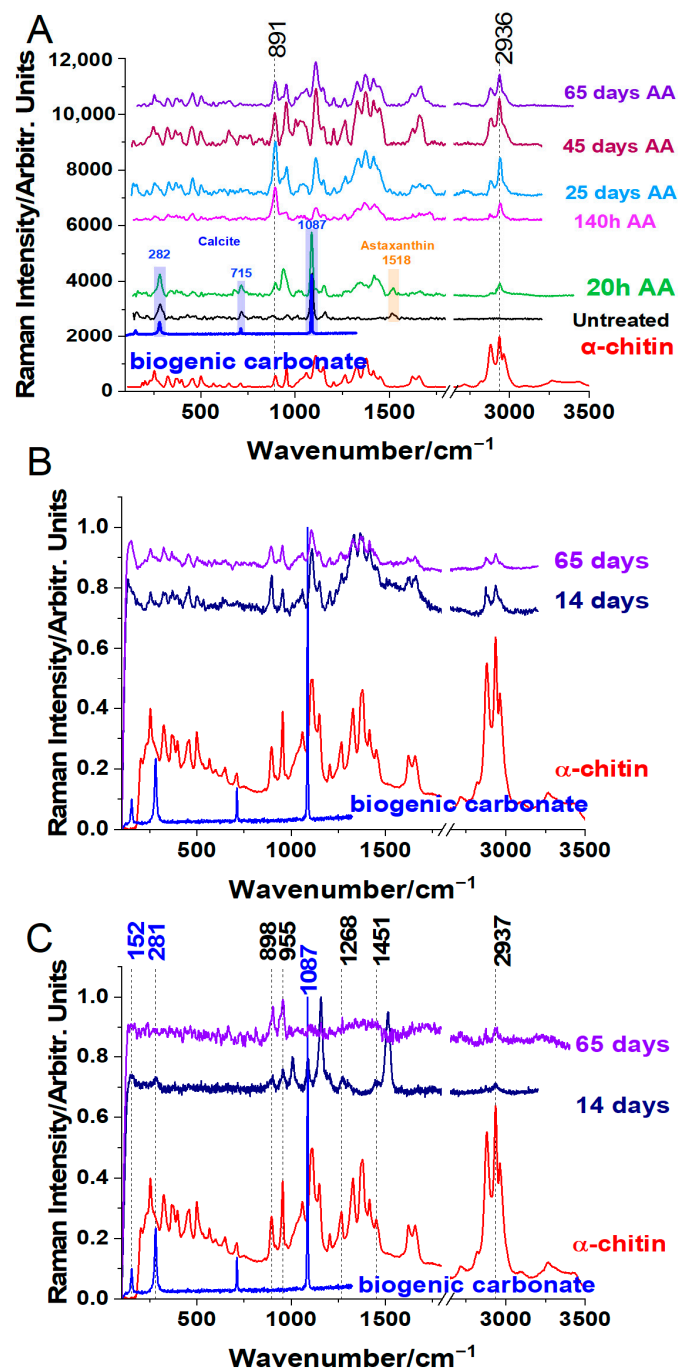 A
891
2936
12,000
10,000
8000
6000
4000
2000
0
Raman Intensity/Arbitr. Units
65 days AA
45 days AA
25 days AA
140h AA
Calcite
1087
282
715
Astaxanthin
1518
20h AA
Untreated
biogenic carbonate
α-chitin
500 1000 1500 3000 3500
Wavenumber/cm⁻¹
B
1.0
0.8
0.6
0.4
0.2
0.0
Raman Intensity/Arbitr. Units
65 days
14 days
α-chitin
biogenic carbonate
500 1000 1500 3000 3500
Wavenumber/cm⁻¹
C
152
281
898
955
1087
1268
1451
2937
1.0
0.8
0.6
0.4
0.2
0.0
Raman Intensity/Arbitr. Units
65 days
14 days
α-chitin
biogenic carbonate
500 1000 1500 3000 3500
Wavenumber/cm⁻¹